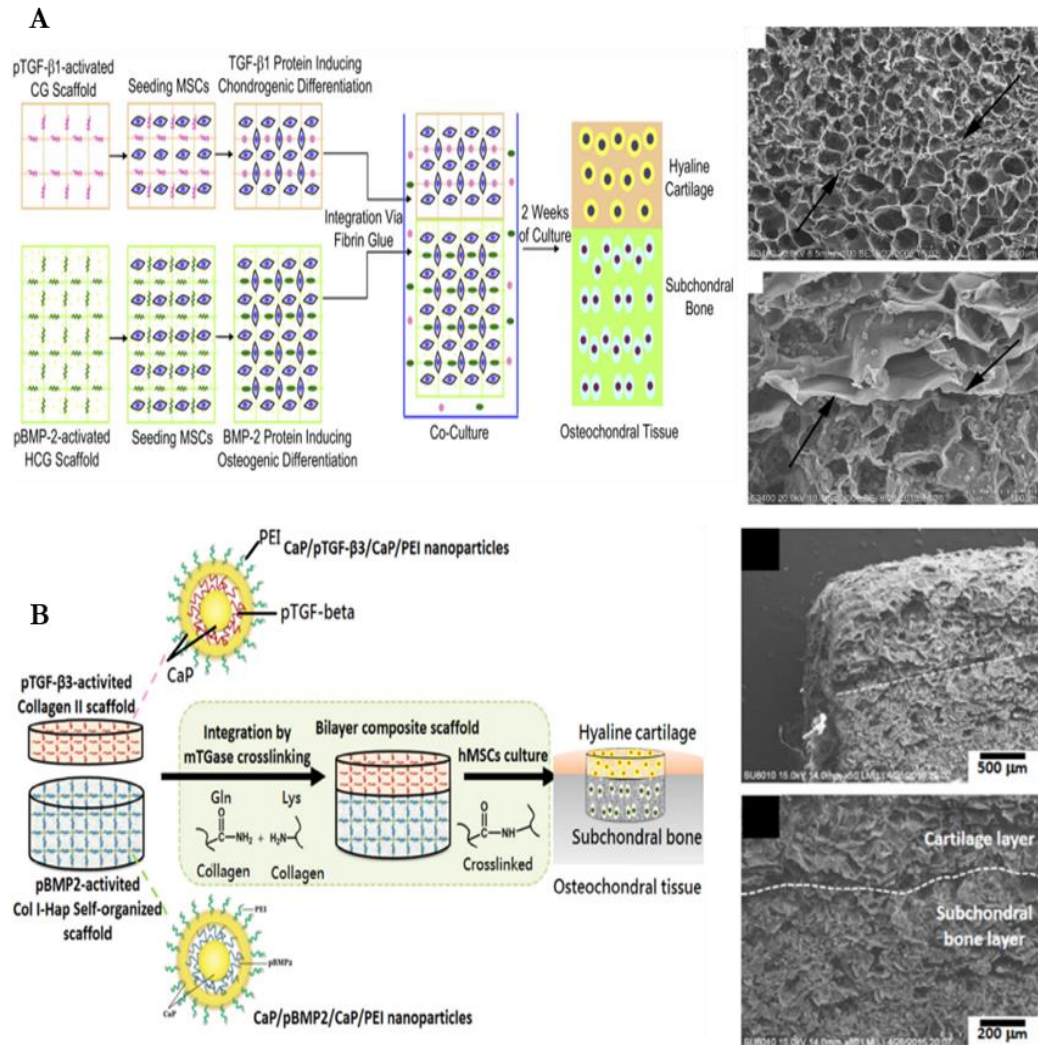 A
pTGF-β1-activated
CG Scaffold
Seeding MSCs
TGF-β1 Protein Inducing
Chondrogenic Differentiation
Integration Via
Fibrin Glue
2 Weeks
of Culture
Hyaline
Cartilage
Subchondral
Bone
pBMP-2-activated
HCG Scaffold
Seeding MSCs
BMP-2 Protein Inducing
Osteogenic Differentiation
Co-Culture
Osteochondral Tissue
B
PEI
CaP/pTGF-β3/CaP/PEI nanoparticles
pTGF-beta
CaP
pTGF-β3-activited
Collagen II scaffold
Integration by
mTGase crosslinking
Bilayer composite scaffold
hMSCs culture
Hyaline cartilage
Gln
Lys
O
NH₂ + H₂N
Collagen
Collagen
O
NH
Crosslinked
Subchondral bone
Osteochondral tissue
pBMP2-activited
Col I-Hap Self-organized
scaffold
PEI
pBMP2
CaP
CaP/pBMP2/CaP/PEI nanoparticles
500 μm
Cartilage layer
Subchondral
bone layer
200 μm